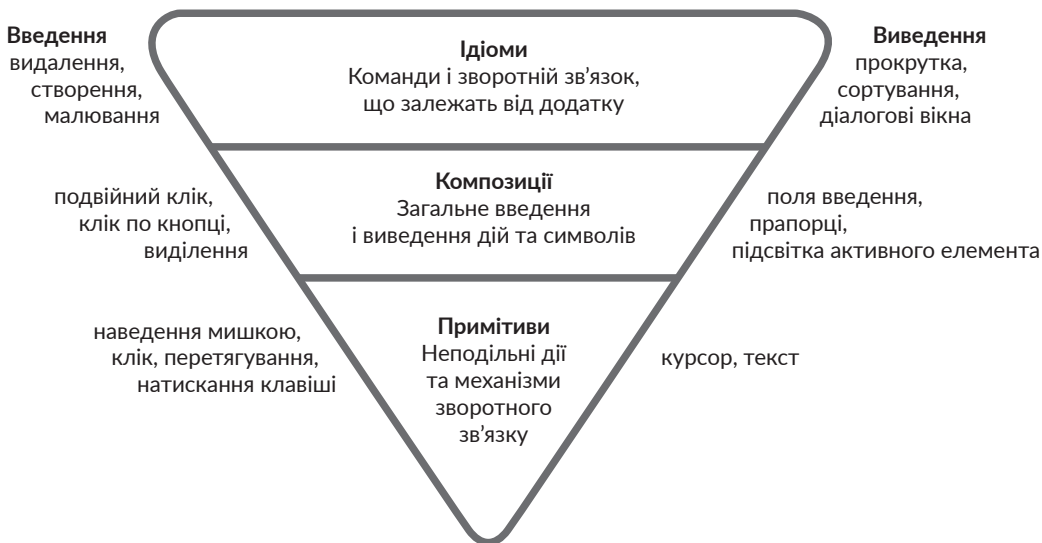 Введення
видалення,
створення,
малювання
Ідіоми
Команди і зворотній зв'язок,
що залежать від додатку
Виведення
прокрутка,
сортування,
діалогові вікна
подвійний клік,
клік по кнопці,
виділення
Композиції
Загальне введення
і виведення дій та символів
поля введення,
прапорці,
підсвітка активного елемента
наведення мишкою,
клік, перетягування,
натискання клавіші
Примітиви
Неподільні дії
та механізми
зворотного
зв'язку
курсор, текст